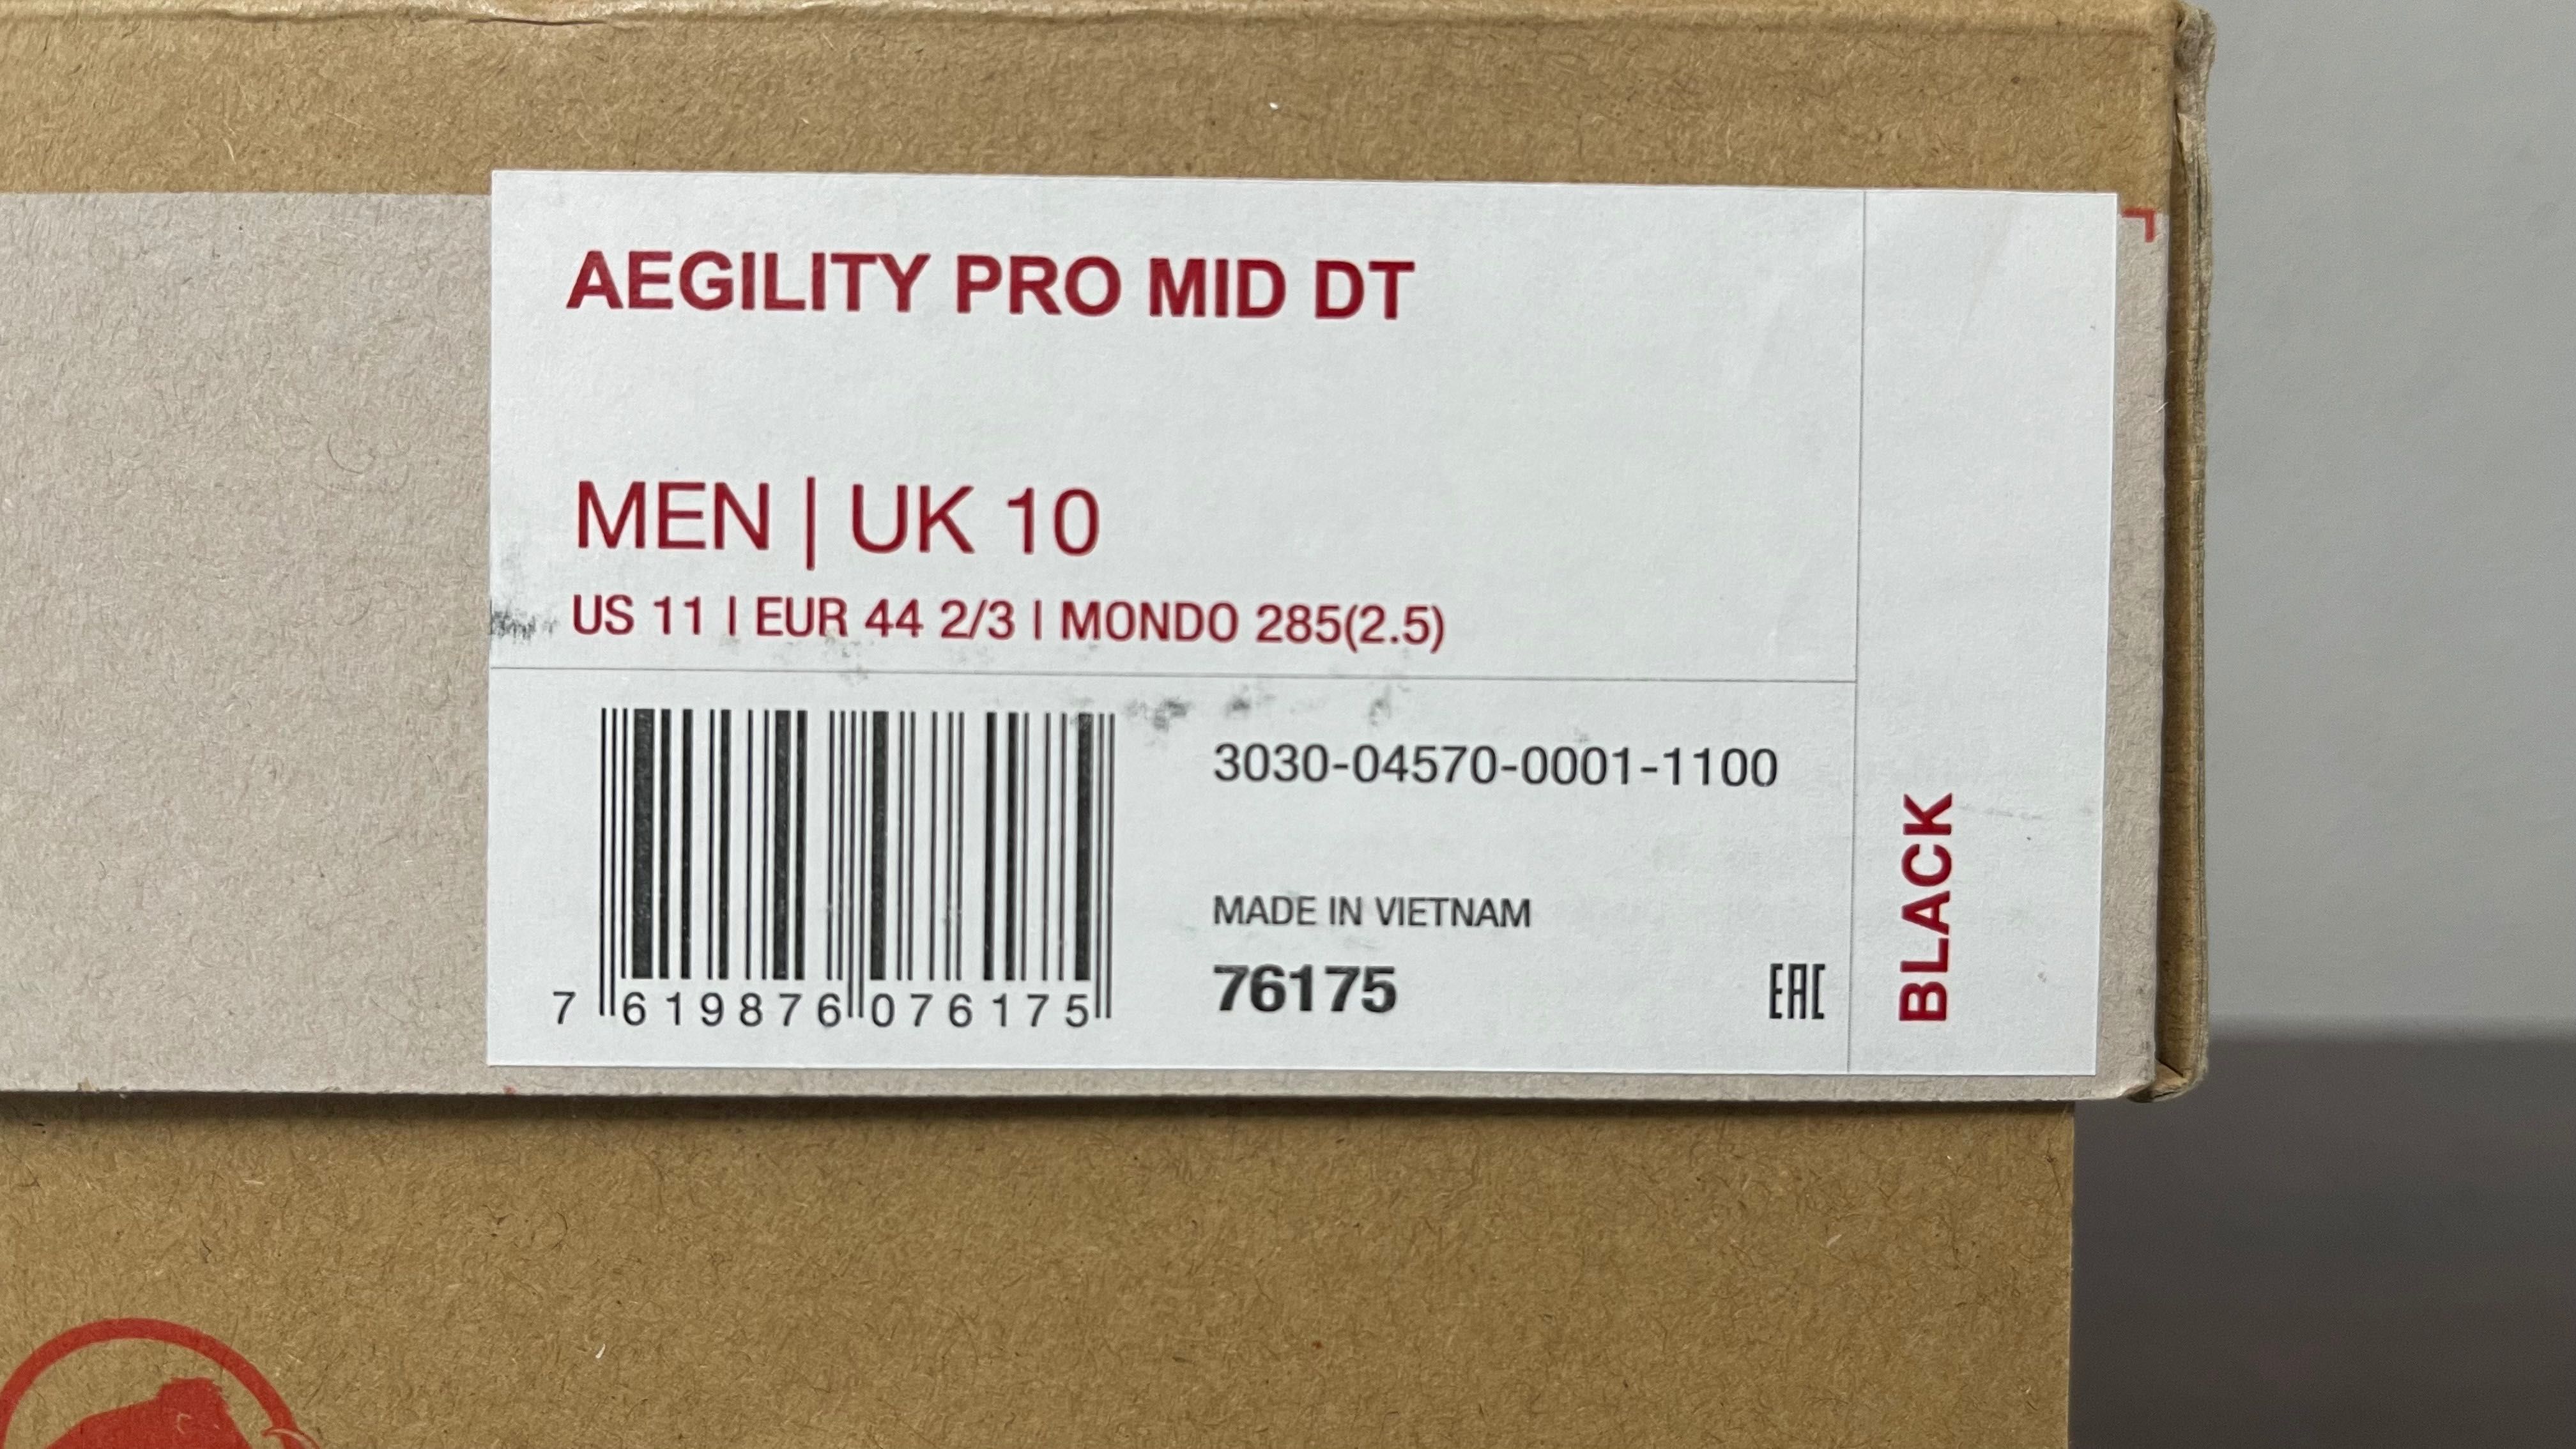 AEGILITY PRO MID DT
MEN | UK 10
US 11 | EUR 44 2/3 | MONDO 285(2.5)
3030-04570-0001-1100
MADE IN VIETNAM
76175
EAC
7 619876 076175
BLACK